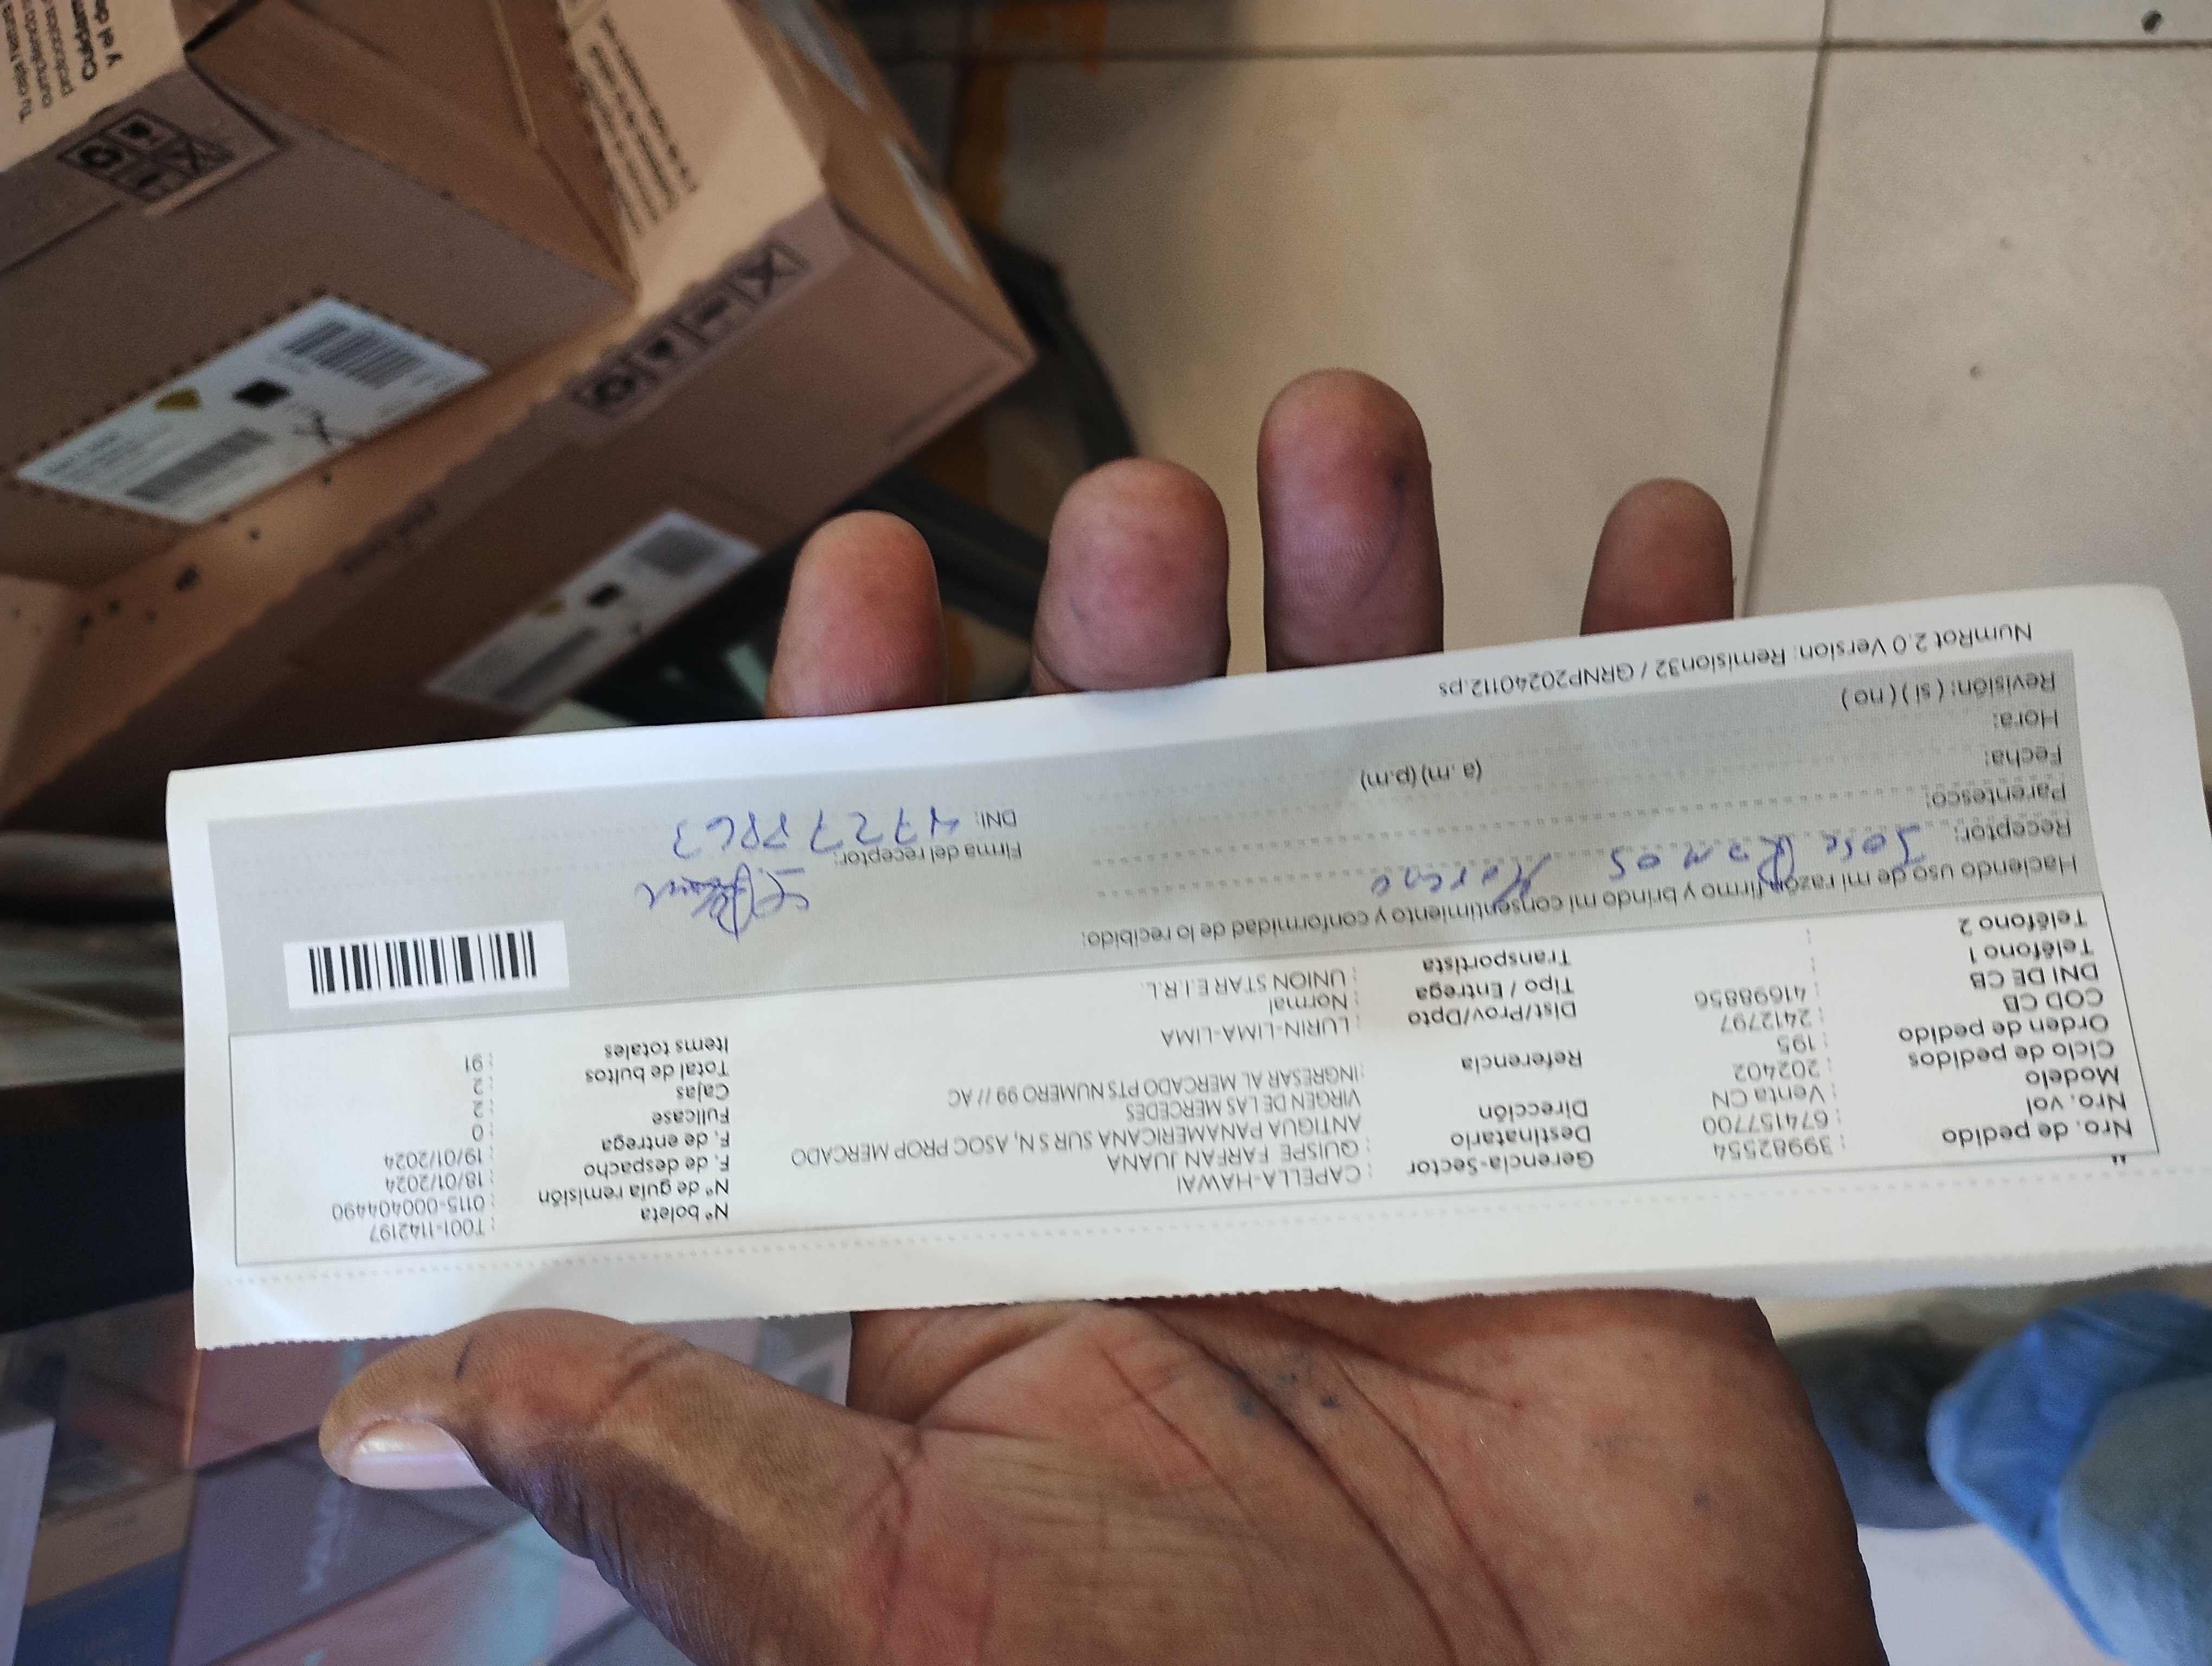 Nro. de pedido : 39982554
Nro. vol : 674157700
Modelo : Venta CN
Ciclo de pedidos : 202402
Orden de pedido : 195
COD CB : 2412797
DNI DE CB : 41698856
Teléfono 1 :
Teléfono 2 :
Gerencia-Sector : CAPELLA-HAWAI
Destinatario : QUISPE FARFAN JUANA
Dirección ANTIGUA PANAMERICANA SUR S N, ASOC PROP MERCADO
VIRGEN DE LAS MERCEDES
Referencia : INGRESAR AL MERCADO PTS NUMERO 99 // AC
Dist/Prov/Dpto : LURIN-LIMA-LIMA
Tipo / Entrega : Normal
Transportista : UNION STAR E.I.R.L.
N° boleta : T001-1142197
N° de guía remisión : 0115-000404490
F. de despacho : 18/01/2024
F. de entrega : 19/01/2024
Fullcase : 0
Cajas : 2
Total de bultos : 2
Items totales : 91
Haciendo uso de mi razón firmo y brindo mi consentimiento y conformidad de lo recibido:
Receptor: Jose Ramos
Parentesco:
Fecha:
Hora: (a.m) (p.m)
Revisión: ( si ) ( no )
Firma del receptor:
DNI:
NumRot 2.0 Version: Remision32 / GRNP20240112.ps